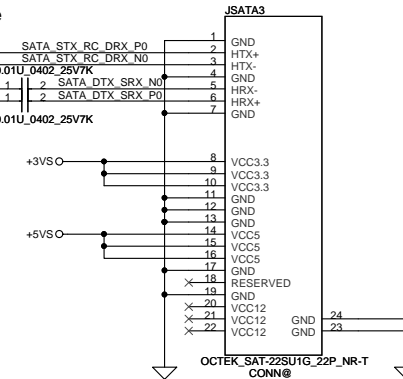 JSATA3
1 GND
SATA_STX_RC_DRX_P0 2 HTX+
SATA_STX_RC_DRX_N0 3 HTX-
.01U_0402_25V7K 4 GND
1 2 SATA_DTX_SRX_N0 5 HRX-
1 2 SATA_DTX_SRX_P0 6 HRX+
7 GND
.01U_0402_25V7K
+3VS 8 VCC3.3
9 VCC3.3
10 VCC3.3
11 GND
12 GND
13 GND
+5VS 14 VCC5
15 VCC5
16 VCC5
17 GND
18 RESERVED
19 GND
20 VCC12
21 VCC12 GND 24
22 VCC12 GND 23
OCTEK_SAT-22SU1G_22P_NR-T
CONN@